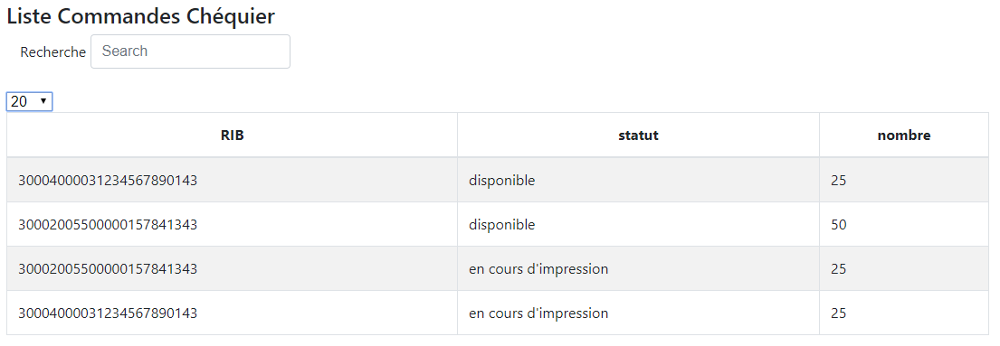 Liste Commandes Chéquier
Recherche Search
20
RIB statut nombre
30004000031234567890143 disponible 25
30002005500000157841343 disponible 50
30002005500000157841343 en cours d'impression 25
30004000031234567890143 en cours d'impression 25